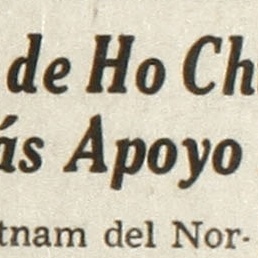 de Ho Ch
ás Apoyo
tnam del Nor-